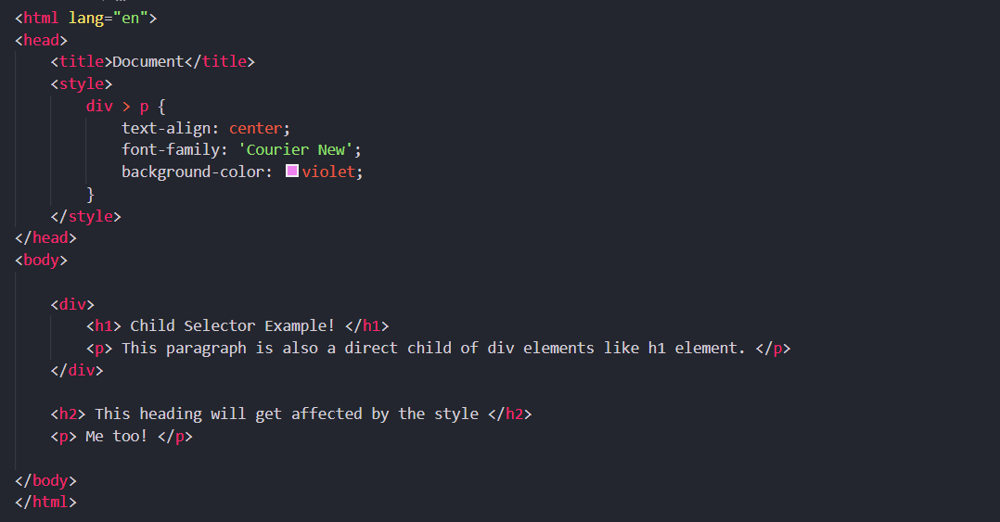 <html lang="en">
<head>
    <title>Document</title>
    <style>
        div > p {
            text-align: center;
            font-family: 'Courier New';
            background-color: violet;
        }
    </style>
</head>
<body>

    <div>
        <h1> Child Selector Example! </h1>
        <p> This paragraph is also a direct child of div elements like h1 element. </p>
    </div>

    <h2> This heading will get affected by the style </h2>
    <p> Me too! </p>

</body>
</html>